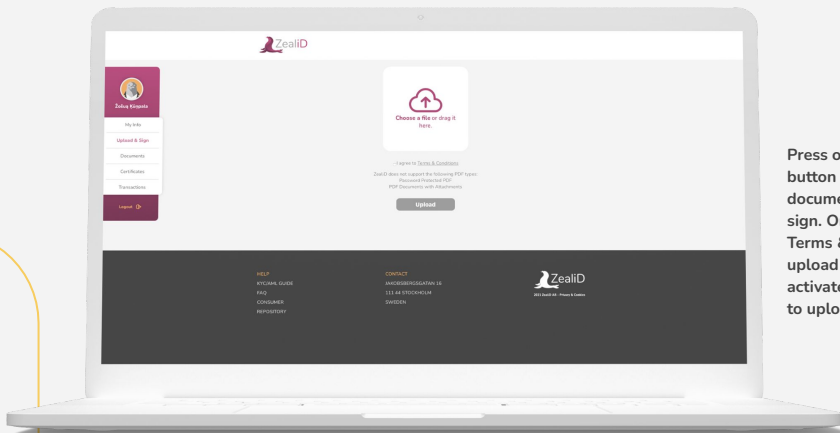 ZealiD
Žalioji Kūgpelė
My Info
Upload & Sign
Documents
Certificates
Transactions
Logout
Choose a file or drag it
here.
I agree to Terms & Conditions
ZealiD does not support the following PDF types:
Password Protected PDF
PDF Documents with Attachments
Upload
HELP
KYC/AML GUIDE
FAQ
CONSUMER
REPOSITORY
CONTACT
JAKOBSBERGSGATAN 16
111 44 STOCKHOLM
SWEDEN
ZealiD
2021 ZealiD AB - Privacy & Cookies
Press o
button
docume
sign. O
Terms &
upload
activate
to uplo